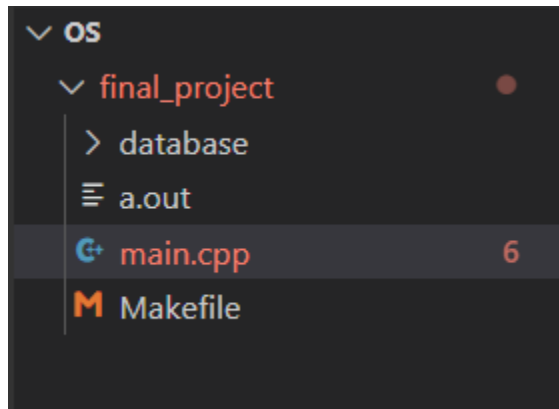 OS
final_project
database
a.out
main.cpp 6
Makefile